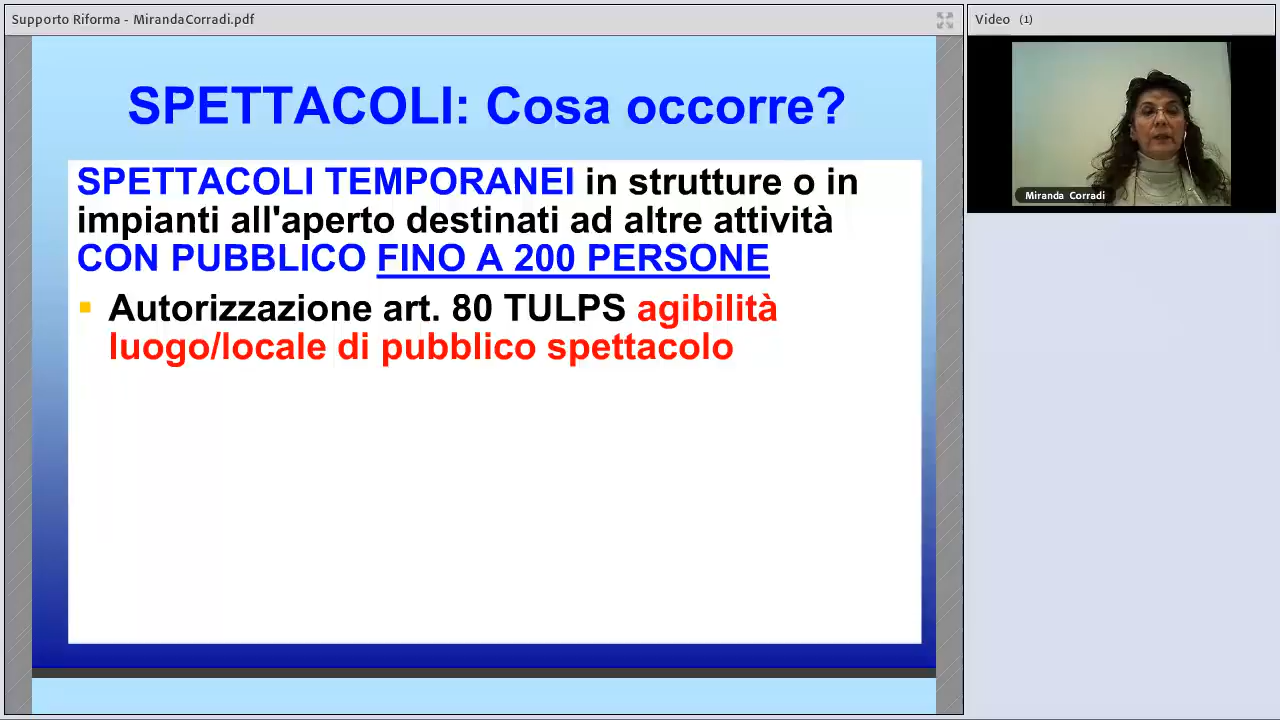 Supporto Riforma - MirandaCorradi.pdf
Video (1)
SPETTACOLI: Cosa occorre?
SPETTACOLI TEMPORANEI in strutture o in
impianti all'aperto destinati ad altre attività
CON PUBBLICO FINO A 200 PERSONE
Autorizzazione art. 80 TULPS agibilità
luogo/locale di pubblico spettacolo
Miranda Corradi